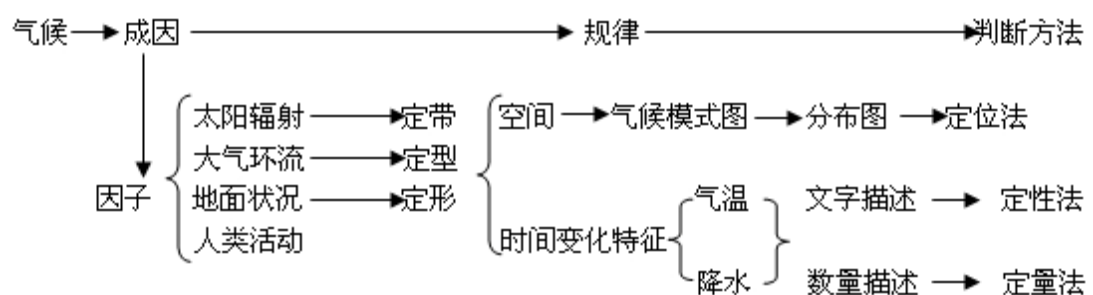 气候 成因 规律 判断方法
太阳辐射 定带 空间 气候模式图 分布图 定位法
大气环流 定型
因子 地面状况 定形 气温 文字描述 定性法
人类活动 时间变化特征
降水 数量描述 定量法